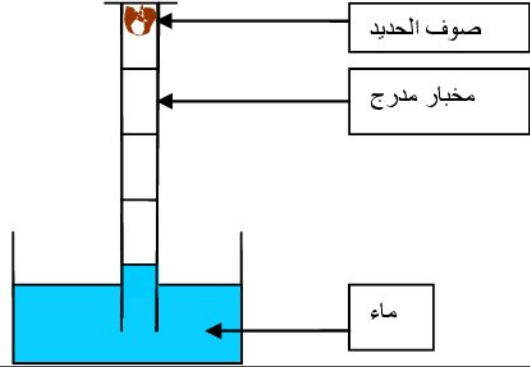 صوف الحديد
مخبار مدرج
ماء